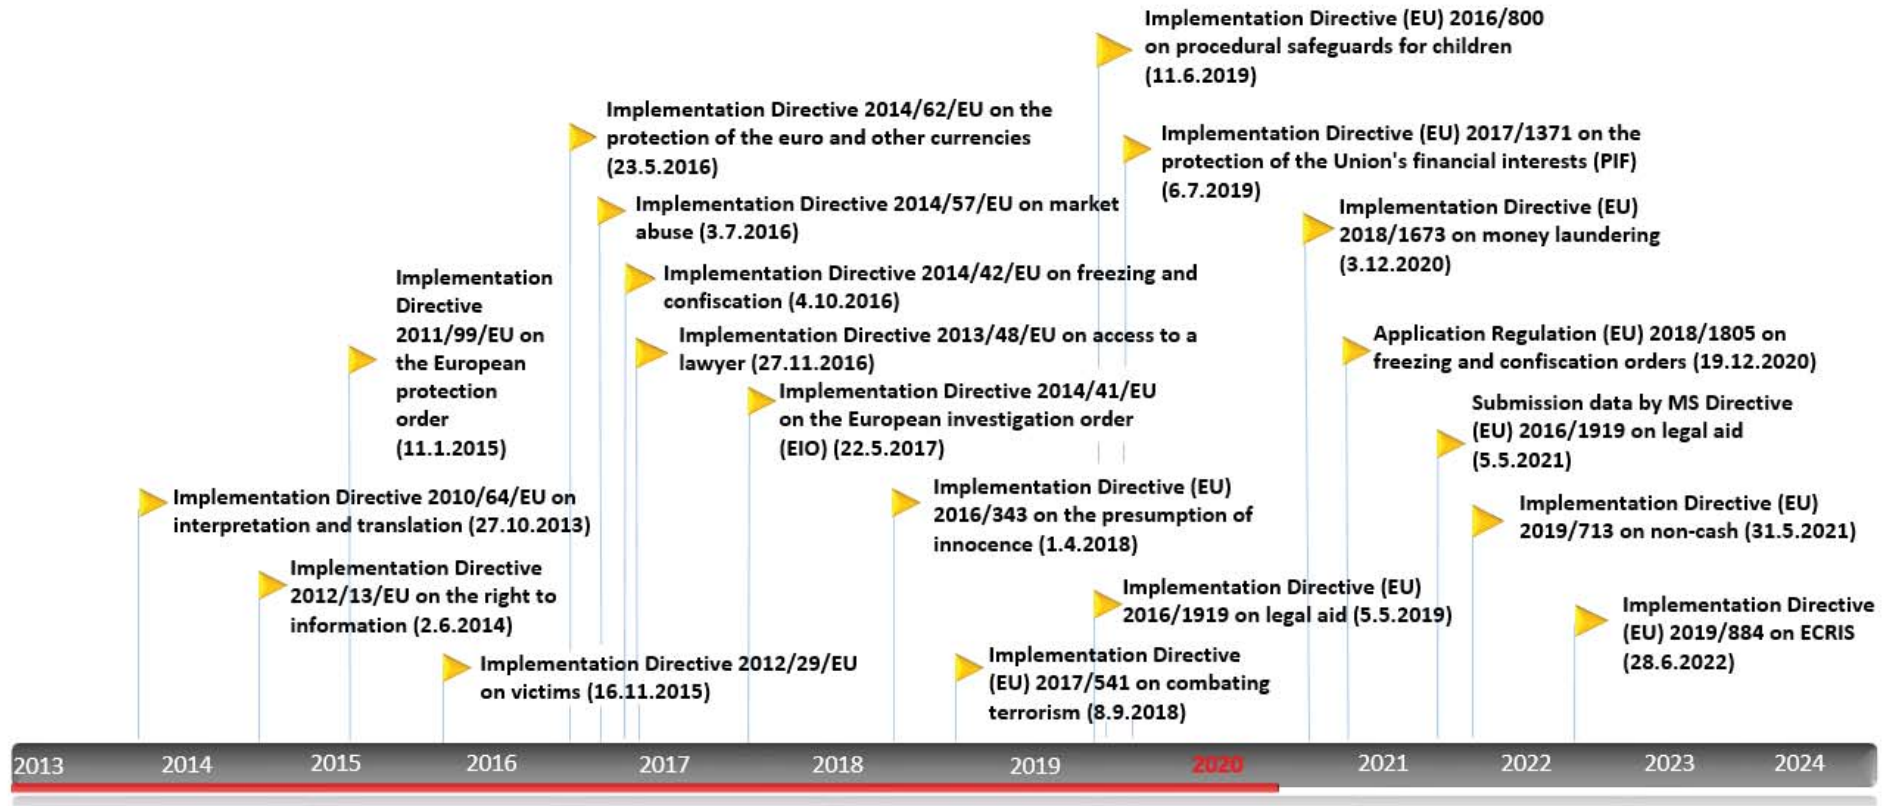 Implementation Directive (EU) 2016/800
on procedural safeguards for children
(11.6.2019)
Implementation Directive 2014/62/EU on the
protection of the euro and other currencies
(23.5.2016)
Implementation Directive (EU) 2017/1371 on the
protection of the Union's financial interests (PIF)
(6.7.2019)
Implementation Directive 2014/57/EU on market
abuse (3.7.2016)
Implementation Directive (EU)
2018/1673 on money laundering
(3.12.2020)
Implementation Directive 2014/42/EU on freezing and
confiscation (4.10.2016)
Implementation
Directive
2011/99/EU on
the European
protection
order
(11.1.2015)
Implementation Directive 2013/48/EU on access to a
lawyer (27.11.2016)
Application Regulation (EU) 2018/1805 on
freezing and confiscation orders (19.12.2020)
Implementation Directive 2014/41/EU
on the European investigation order
(EIO) (22.5.2017)
Submission data by MS Directive
(EU) 2016/1919 on legal aid
(5.5.2021)
Implementation Directive 2010/64/EU on
interpretation and translation (27.10.2013)
Implementation Directive (EU)
2016/343 on the presumption of
innocence (1.4.2018)
Implementation Directive (EU)
2019/713 on non-cash (31.5.2021)
Implementation Directive
2012/13/EU on the right to
information (2.6.2014)
Implementation Directive (EU)
2016/1919 on legal aid (5.5.2019)
Implementation Directive
(EU) 2019/884 on ECRIS
(28.6.2022)
Implementation Directive 2012/29/EU
on victims (16.11.2015)
Implementation Directive
(EU) 2017/541 on combating
terrorism (8.9.2018)
2013 2014 2015 2016 2017 2018 2019 2020 2021 2022 2023 2024